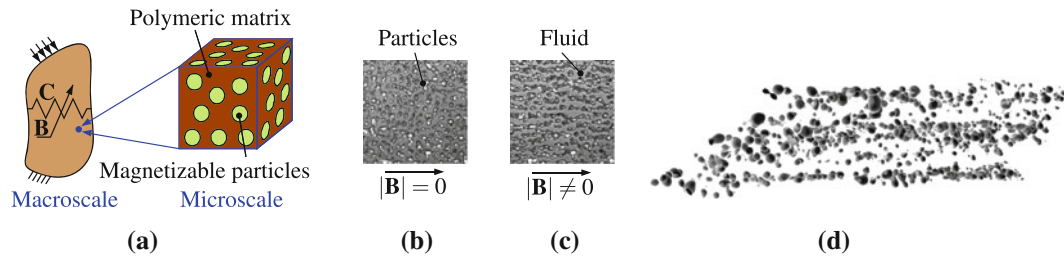 Polymeric matrix
C
B
Magnetizable particles
Macroscale
Microscale
(a)
Particles
|B| = 0
(b)
Fluid
|B| ≠ 0
(c)
(d)